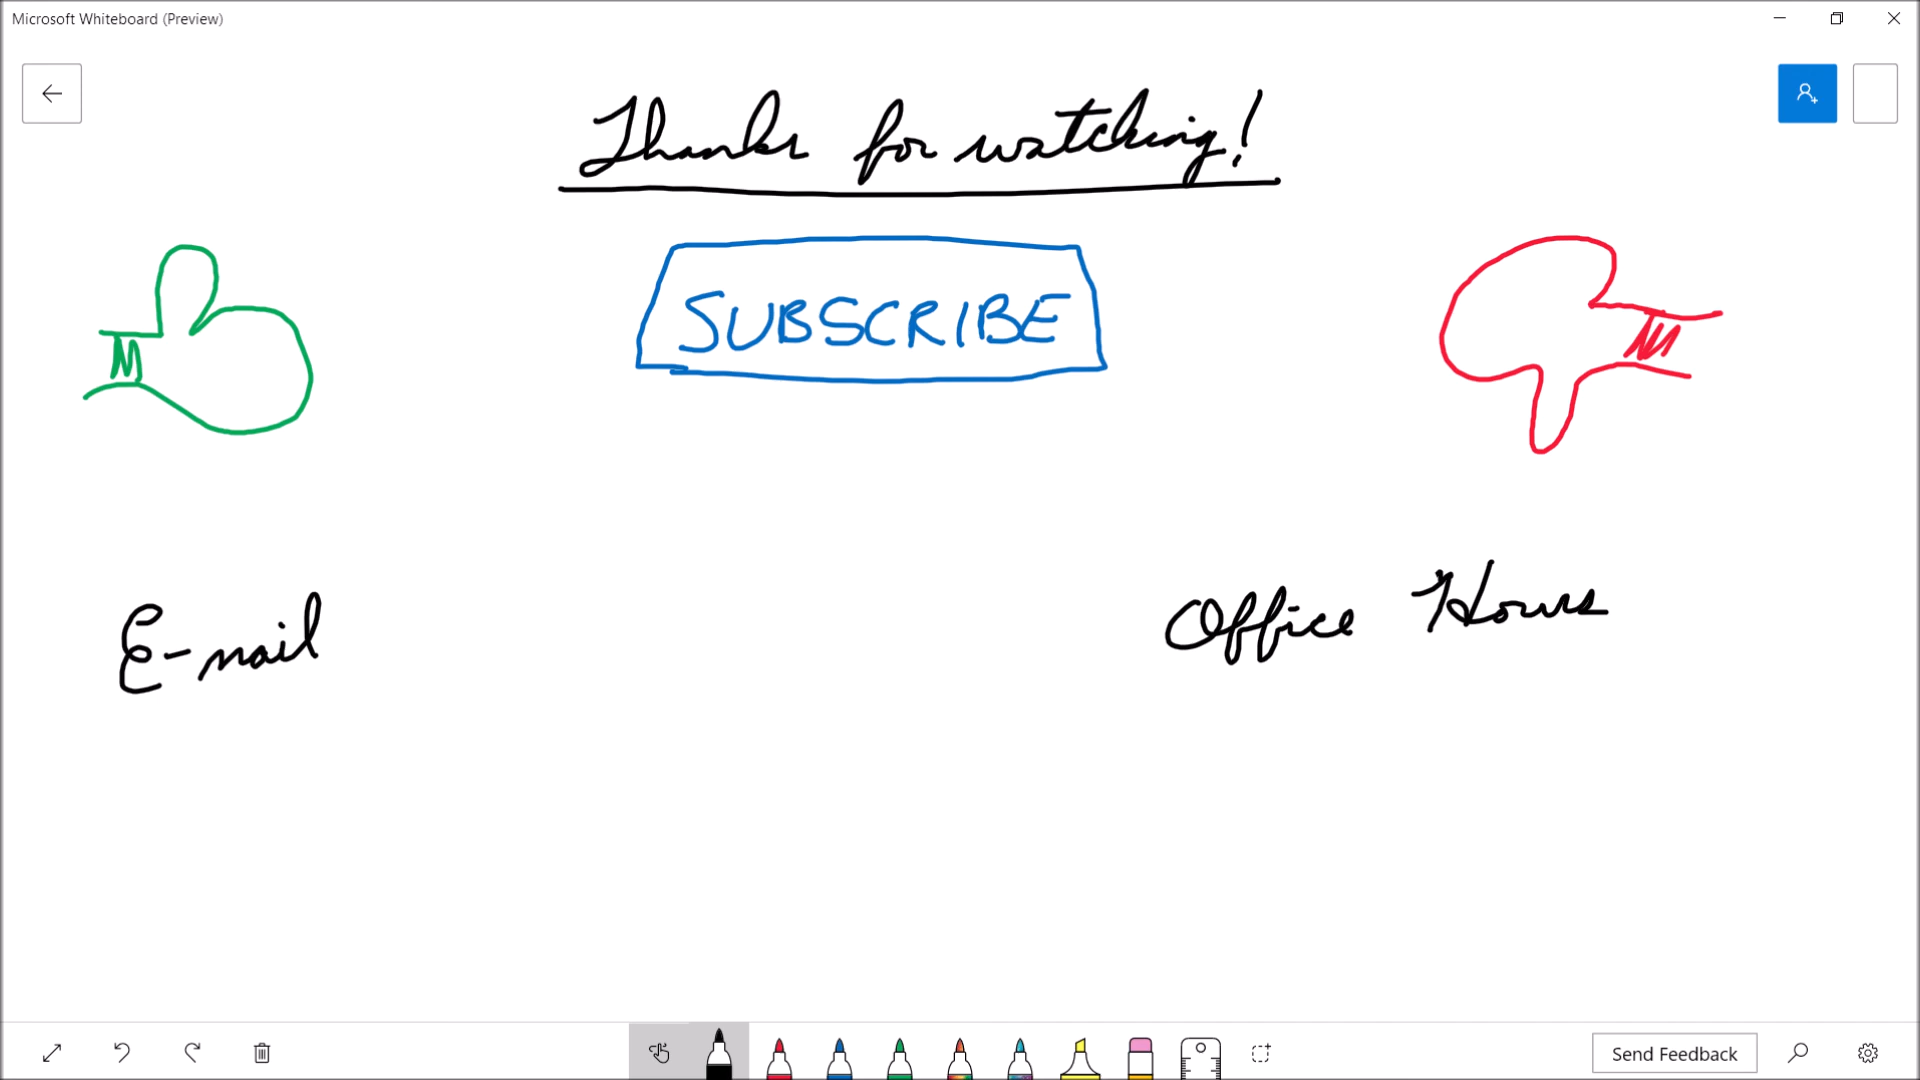 Microsoft Whiteboard (Preview)
Thanks for watching!
SUBSCRIBE
E-mail
Office Hours
Send Feedback